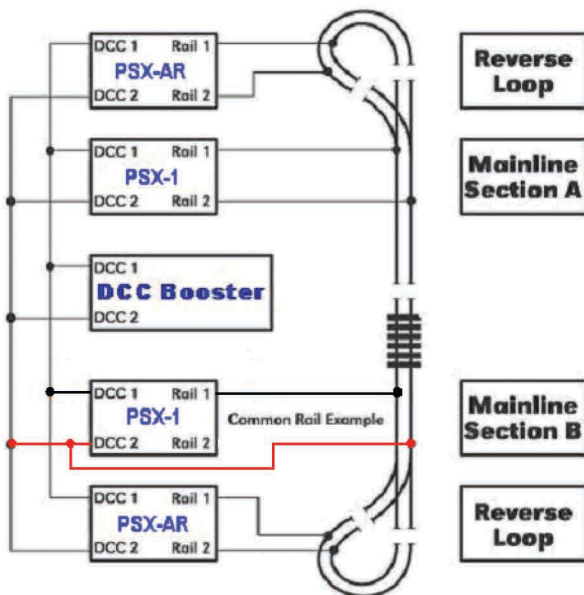 DCC 1 Rail 1
PSX-AR
DCC 2 Rail 2
Reverse
Loop
DCC 1 Rail 1
PSX-1
DCC 2 Rail 2
Mainline
Section A
DCC 1
DCC Booster
DCC 2
DCC 1 Rail 1
PSX-1
DCC 2 Rail 2
Common Rail Example
Mainline
Section B
DCC 1 Rail 1
PSX-AR
DCC 2 Rail 2
Reverse
Loop